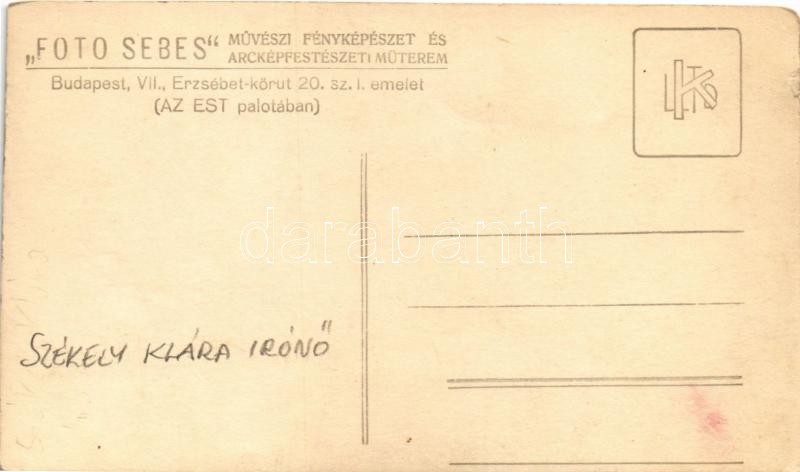 „FOTO SEBES“ MŰVÉSZI FÉNYKÉPÉSZET ÉS
ARCKÉPFESTÉSZETI MŰTEREM
Budapest, VII., Erzsébet-körut 20. sz. I. emelet
(AZ EST palotában)
darabanth
SZÉKELY KLÁRA IRÓNŐ